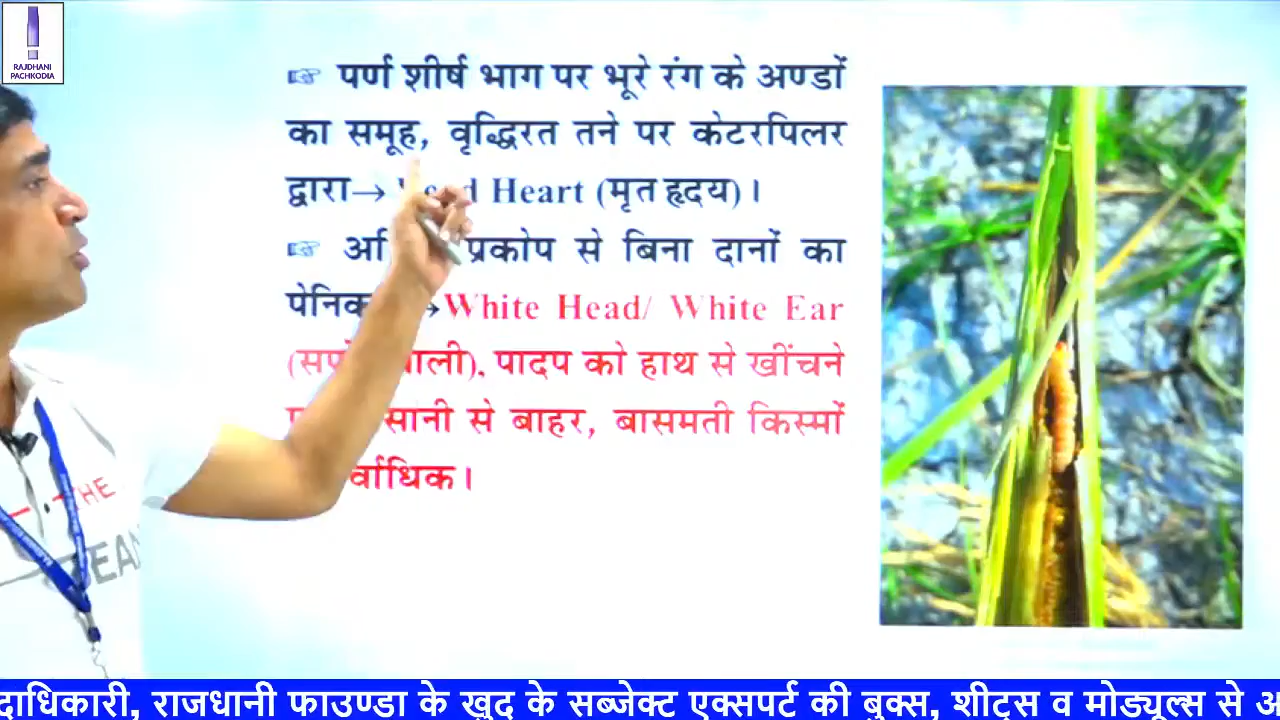 RAJDHANI
PACHKODIA
☞ पर्ण शीर्ष भाग पर भूरे रंग के अण्डों
का समूह, वृद्धिरत तने पर केटरपिलर
द्वारा→ Heart (मृत हृदय) ।
☞ प्रकोप से बिना दानों का
→White Head/ White Ear
पादप को हाथ से खींचने
से बाहर, बासमती किस्मों
THE
दाधिकारी, राजधानी फाउण्डा के खुद के सब्जेक्ट एक्सपर्ट की बुक्स, शीट्स व मोड्यूल्स से अ